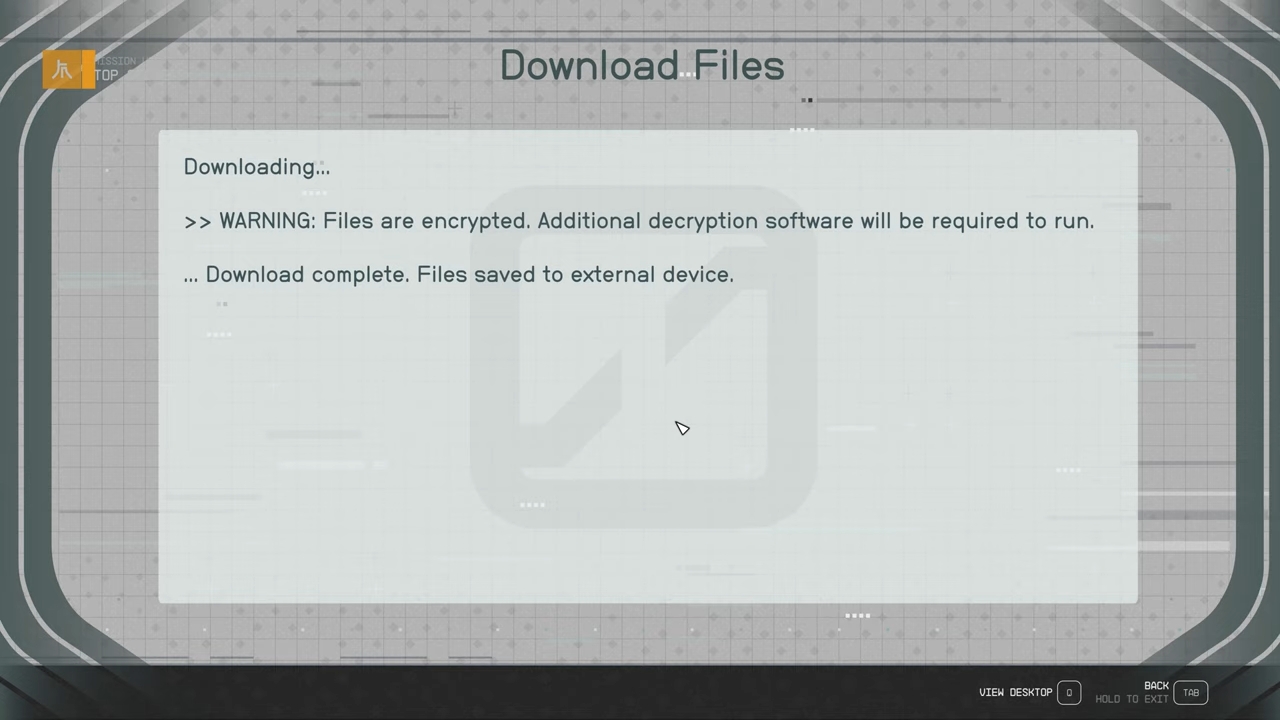 Download Files
MISSION
TOP
Downloading...
>> WARNING: Files are encrypted. Additional decryption software will be required to run.
... Download complete. Files saved to external device.
VIEW DESKTOP Q
BACK
HOLD TO EXIT TAB